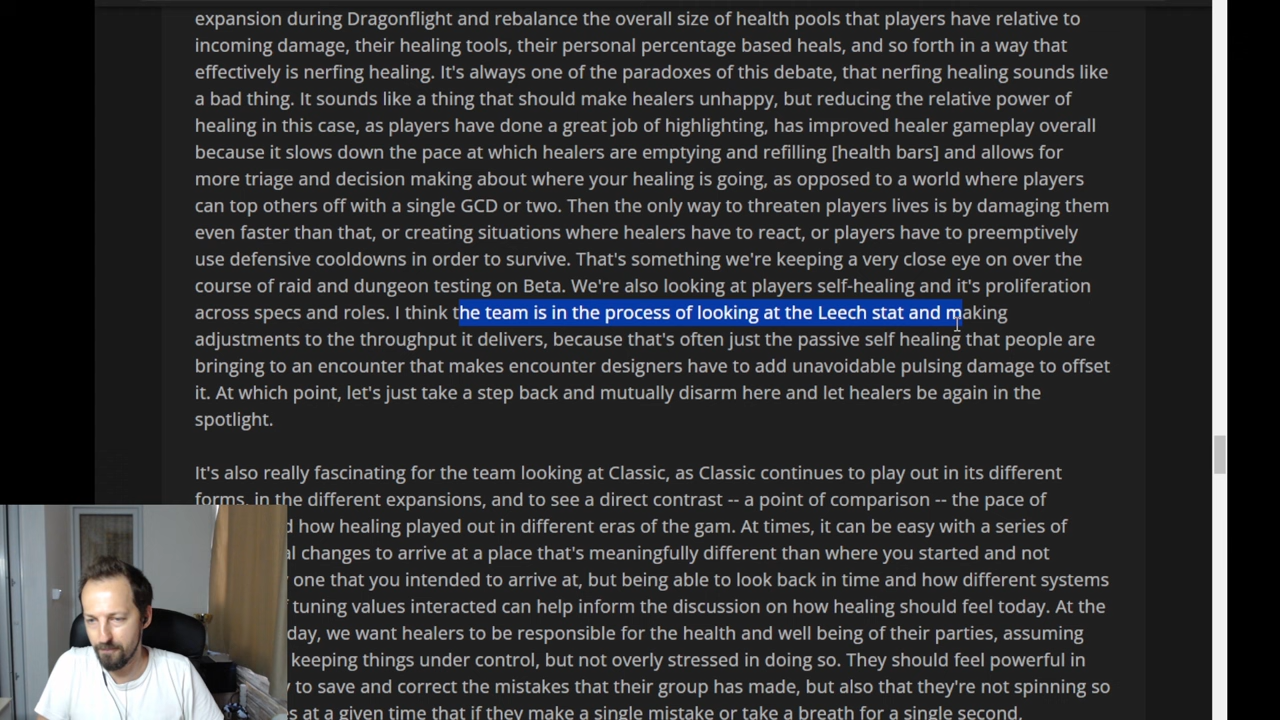 expansion during Dragonflight and rebalance the overall size of health pools that players have relative to
incoming damage, their healing tools, their personal percentage based heals, and so forth in a way that
effectively is nerfing healing. It's always one of the paradoxes of this debate, that nerfing healing sounds like
a bad thing. It sounds like a thing that should make healers unhappy, but reducing the relative power of
healing in this case, as players have done a great job of highlighting, has improved healer gameplay overall
because it slows down the pace at which healers are emptying and refilling [health bars] and allows for
more triage and decision making about where your healing is going, as opposed to a world where players
can top others off with a single GCD or two. Then the only way to threaten players lives is by damaging them
even faster than that, or creating situations where healers have to react, or players have to preemptively
use defensive cooldowns in order to survive. That's something we're keeping a very close eye on over the
course of raid and dungeon testing on Beta. We're also looking at players self-healing and it's proliferation
across specs and roles. I think the team is in the process of looking at the Leech stat and making
adjustments to the throughput it delivers, because that's often just the passive self healing that people are
bringing to an encounter that makes encounter designers have to add unavoidable pulsing damage to offset
it. At which point, let's just take a step back and mutually disarm here and let healers be again in the
spotlight.
It's also really fascinating for the team looking at Classic, as Classic continues to play out in its different
forms, in the different expansions, and to see a direct contrast -- a point of comparison -- the pace of
how healing played out in different eras of the gam. At times, it can be easy with a series of
changes to arrive at a place that's meaningfully different than where you started and not
one that you intended to arrive at, but being able to look back in time and how different systems
tuning values interacted can help inform the discussion on how healing should feel today. At the
day, we want healers to be responsible for the health and well being of their parties, assuming
keeping things under control, but not overly stressed in doing so. They should feel powerful in
to save and correct the mistakes that their group has made, but also that they're not spinning so
at a given time that if they make a single mistake or take a breath for a single second,